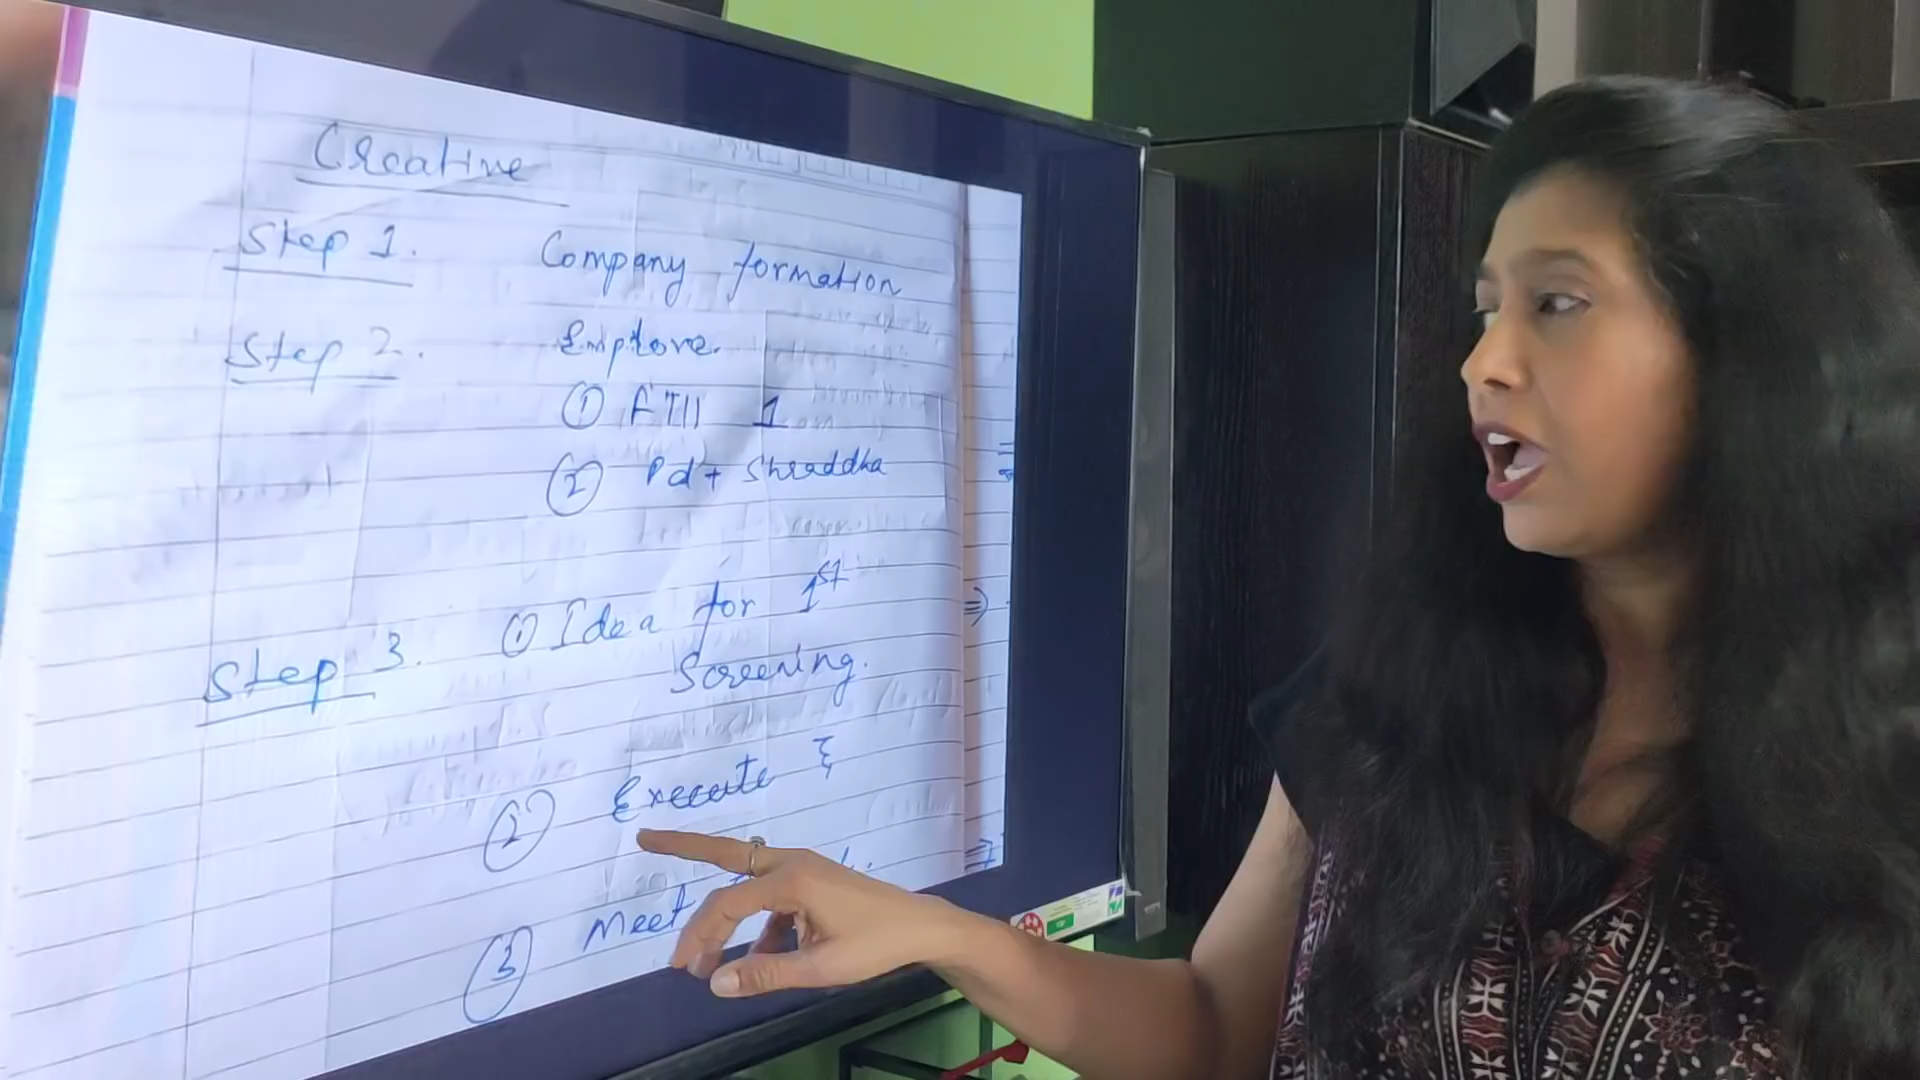 Creative
Step 1. Company formation
Step 2. Explore.
① FTII 1
② Pd + Shraddha
Step 3. ① Idea for 1st
Screening.
② Execute &
③ Meet